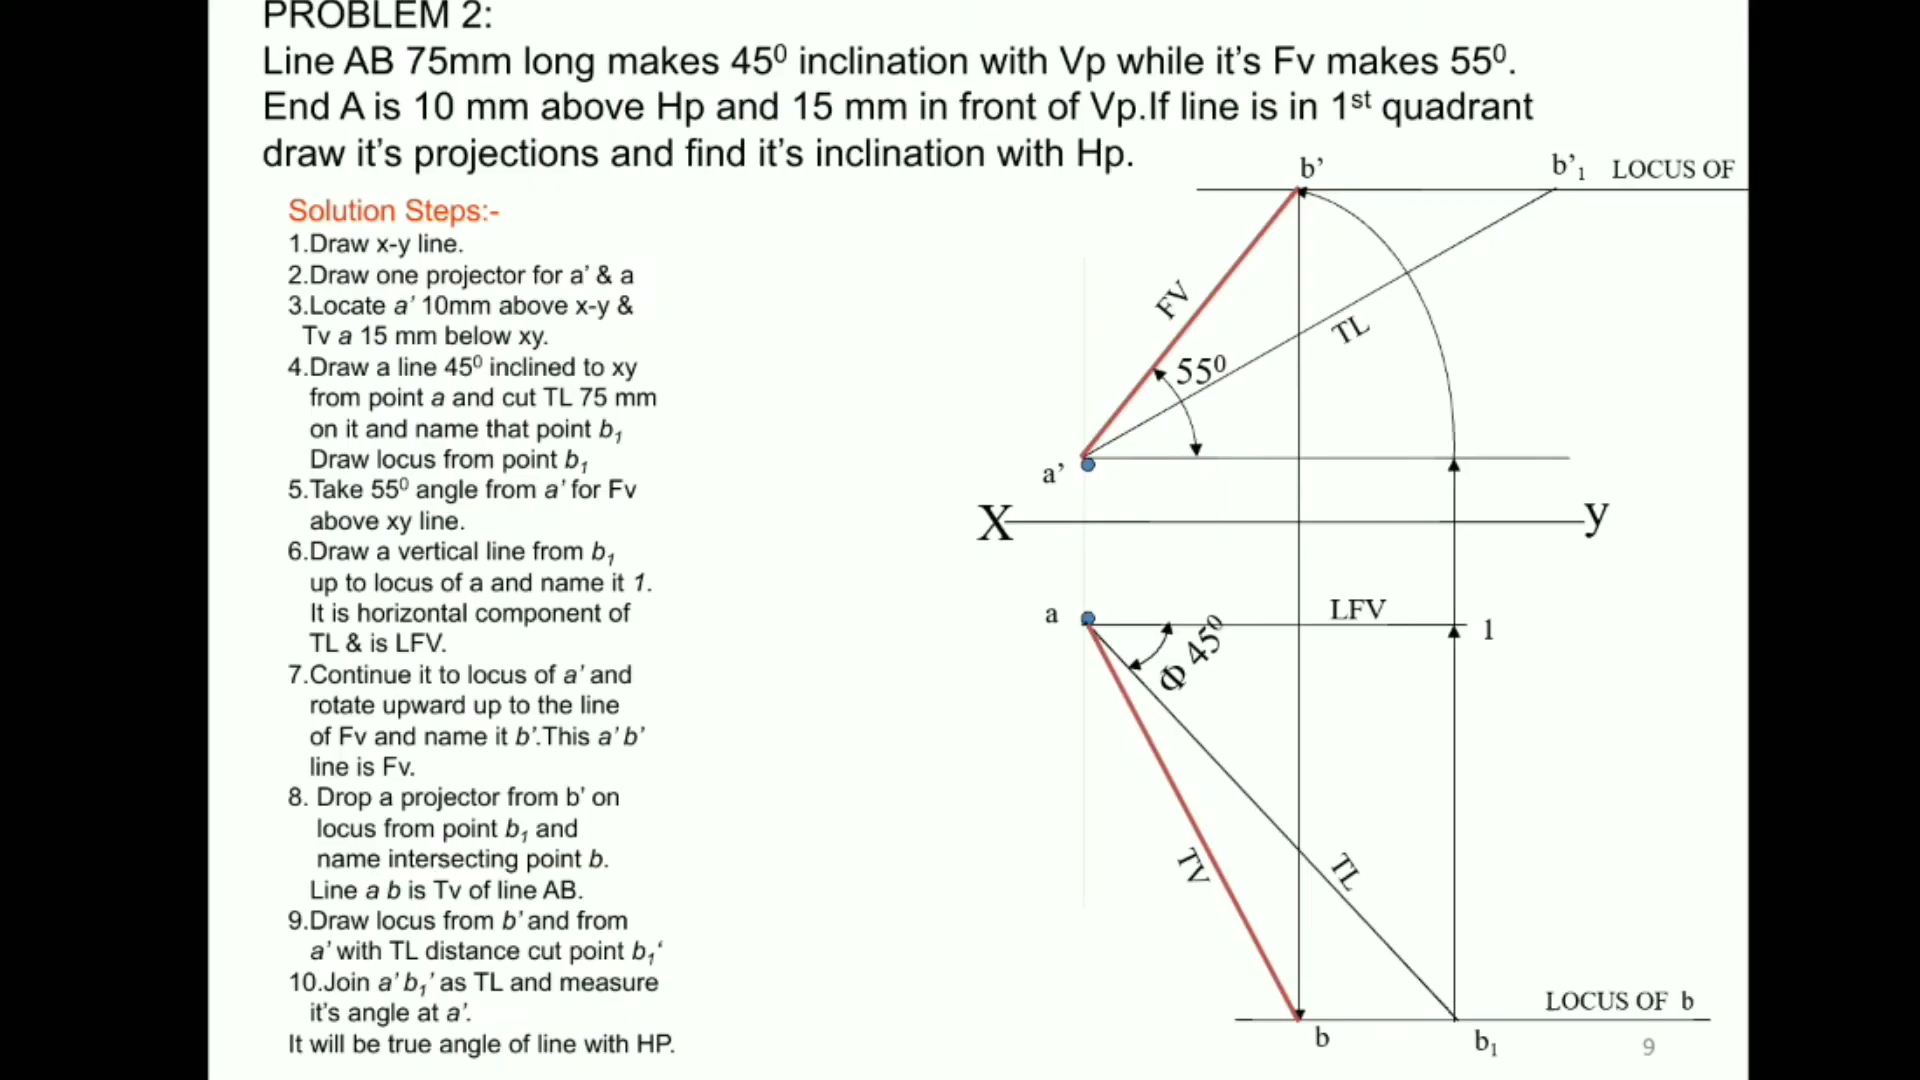 PROBLEM 2:
Line AB 75mm long makes 45⁰ inclination with Vp while it’s Fv makes 55⁰.
End A is 10 mm above Hp and 15 mm in front of Vp.If line is in 1ˢᵗ quadrant
draw it’s projections and find it’s inclination with Hp.
Solution Steps:-
1.Draw x-y line.
2.Draw one projector for a’ & a
3.Locate a’ 10mm above x-y &
Tv a 15 mm below xy.
4.Draw a line 45⁰ inclined to xy
from point a and cut TL 75 mm
on it and name that point b₁
Draw locus from point b₁
5.Take 55⁰ angle from a’ for Fv
above xy line.
6.Draw a vertical line from b₁
up to locus of a and name it 1.
It is horizontal component of
TL & is LFV.
7.Continue it to locus of a’ and
rotate upward up to the line
of Fv and name it b’.This a’ b’
line is Fv.
8. Drop a projector from b’ on
locus from point b₁ and
name intersecting point b.
Line a b is Tv of line AB.
9.Draw locus from b’ and from
a’ with TL distance cut point b₁‘
10.Join a’ b₁’ as TL and measure
it’s angle at a’.
It will be true angle of line with HP.
b’
b’₁ LOCUS OF
FV
TL
55⁰
a’
X
y
a
LFV
1
Φ 45⁰
TV
TL
LOCUS OF b
b
b₁
9